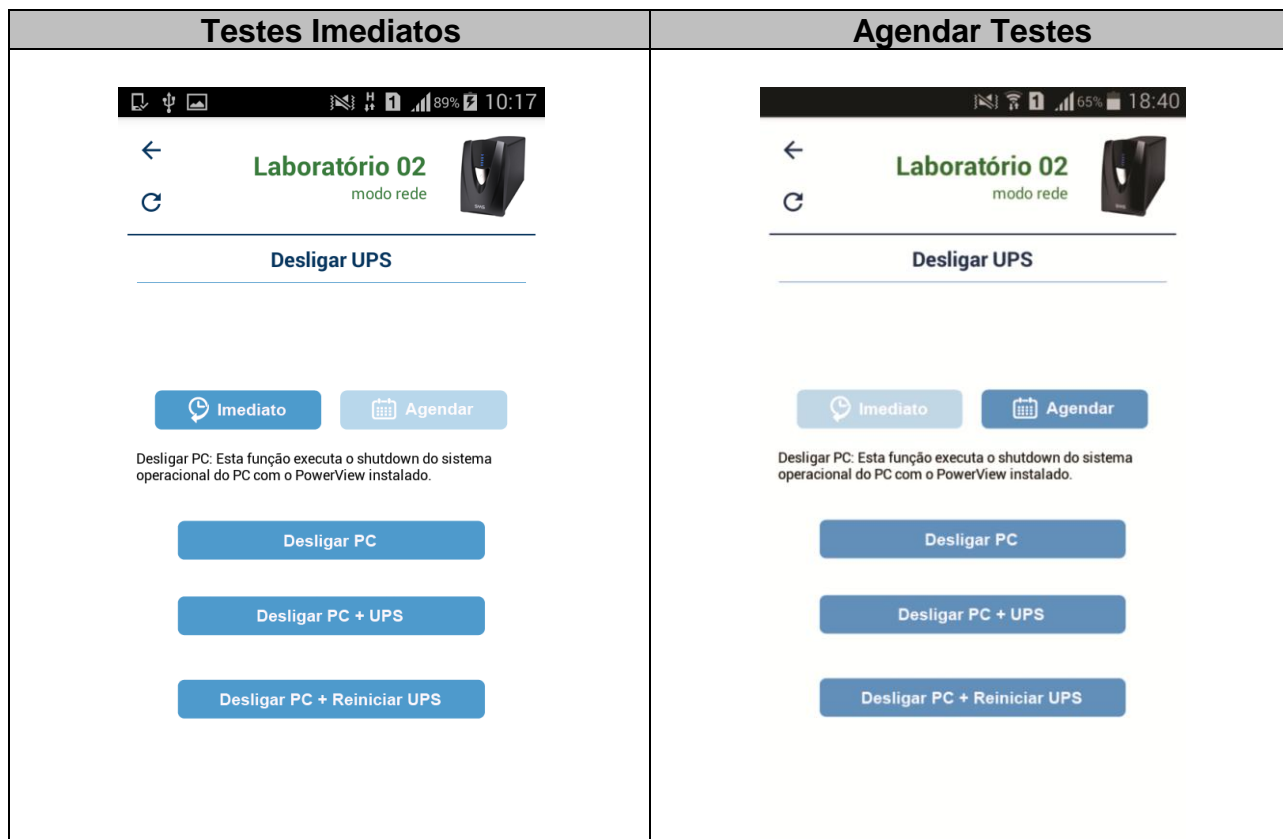 Testes Imediatos
Agendar Testes
89% 10:17
Laboratório 02
modo rede
Desligar UPS
Imediato
Agendar
Desligar PC: Esta função executa o shutdown do sistema
operacional do PC com o PowerView instalado.
Desligar PC
Desligar PC + UPS
Desligar PC + Reiniciar UPS
65% 18:40
Laboratório 02
modo rede
Desligar UPS
Imediato
Agendar
Desligar PC: Esta função executa o shutdown do sistema
operacional do PC com o PowerView instalado.
Desligar PC
Desligar PC + UPS
Desligar PC + Reiniciar UPS